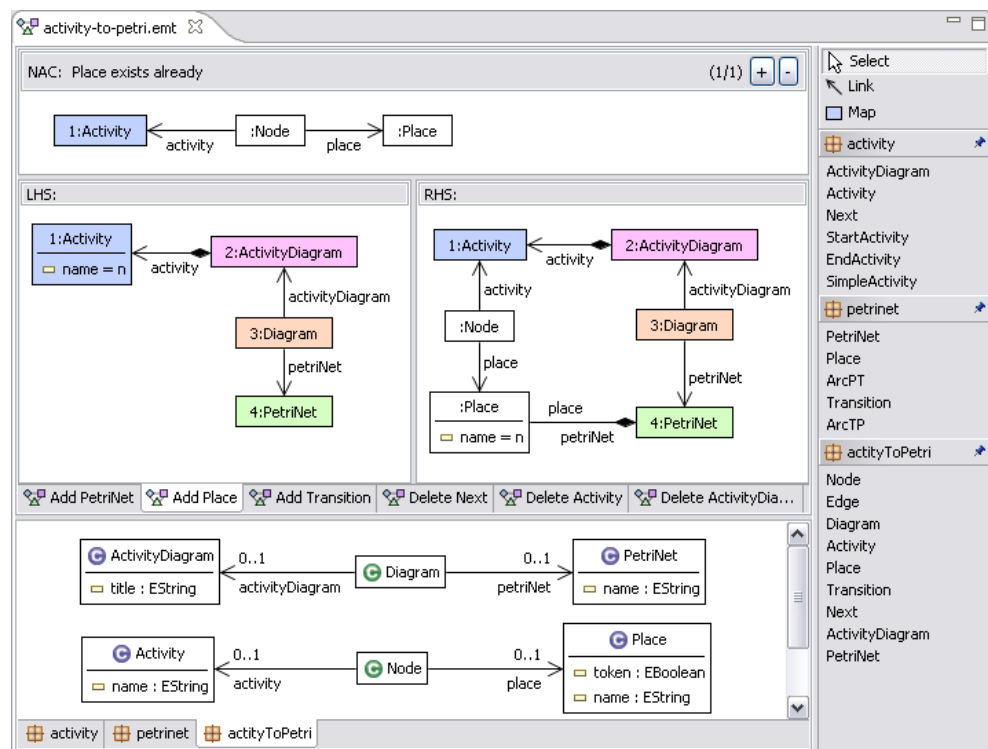 activity-to-petri.emt
NAC: Place exists already (1/1) + -
1:Activity :Node :Place
activity place
LHS:
1:Activity
name = n
2:ActivityDiagram
activity
activityDiagram
3:Diagram
petriNet
4:PetriNet
RHS:
1:Activity 2:ActivityDiagram
activity
activity activityDiagram
:Node 3:Diagram
place petriNet
:Place
name = n
place
petriNet
4:PetriNet
Add PetriNet Add Place Add Transition Delete Next Delete Activity Delete ActivityDia...
C ActivityDiagram
title : EString
0..1
activityDiagram
C Diagram
0..1
petriNet
C PetriNet
name : EString
C Activity
name : EString
0..1
activity
C Node
0..1
place
C Place
token : EBoolean
name : EString
activity petrinet actityToPetri
Select
Link
Map
activity
ActivityDiagram
Activity
Next
StartActivity
EndActivity
SimpleActivity
petrinet
PetriNet
Place
ArcPT
Transition
ArcTP
actityToPetri
Node
Edge
Diagram
Activity
Place
Transition
Next
ActivityDiagram
PetriNet